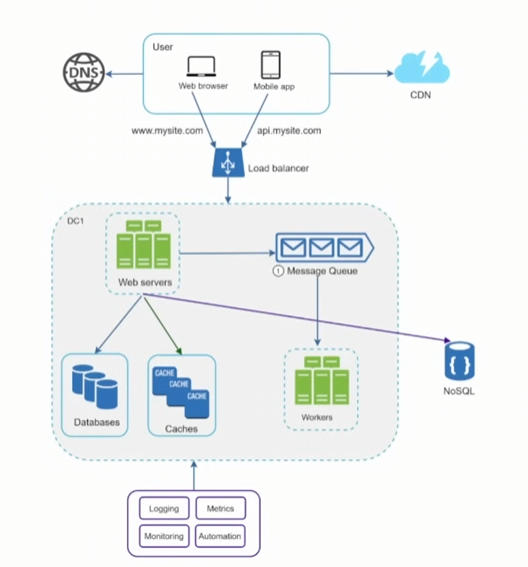 User
DNS
Web browser
Mobile app
CDN
www.mysite.com
api.mysite.com
Load balancer
DC1
Web servers
1 Message Queue
Databases
CACHE
CACHE
CACHE
Caches
Workers
{ }
NoSQL
Logging
Metrics
Monitoring
Automation